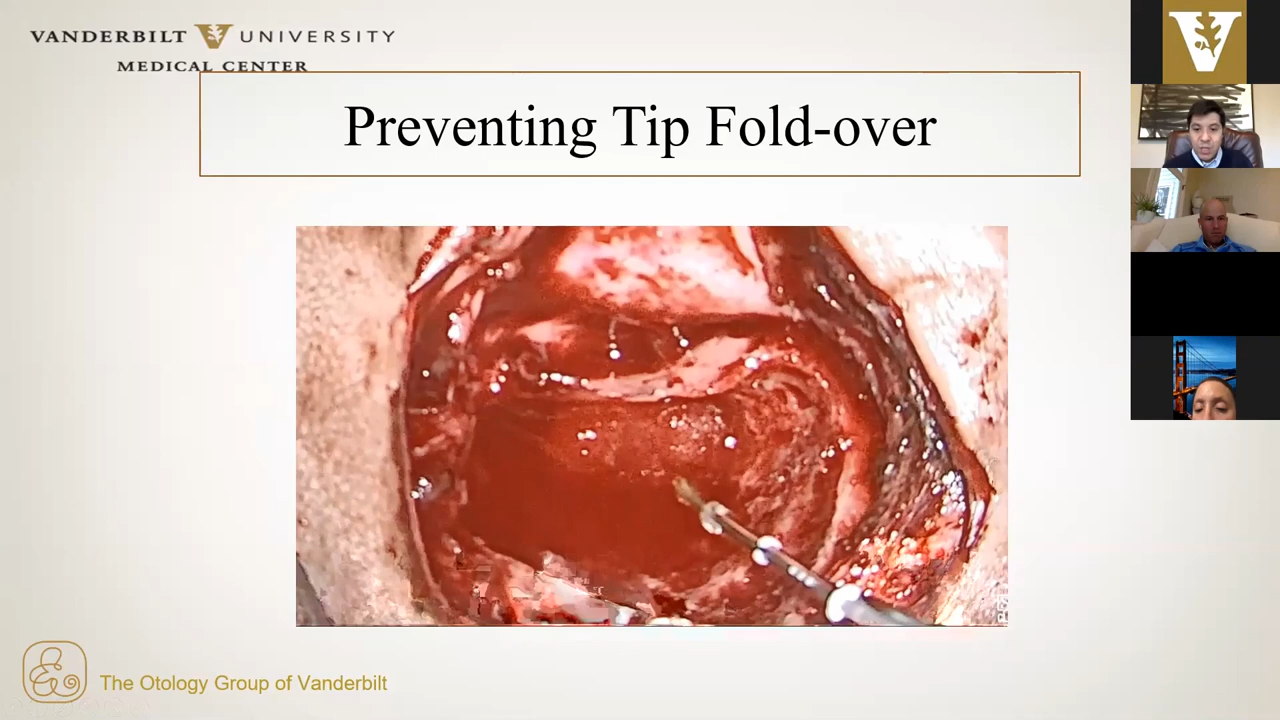 VANDERBILT UNIVERSITY
MEDICAL CENTER
Preventing Tip Fold-over
The Otology Group of Vanderbilt